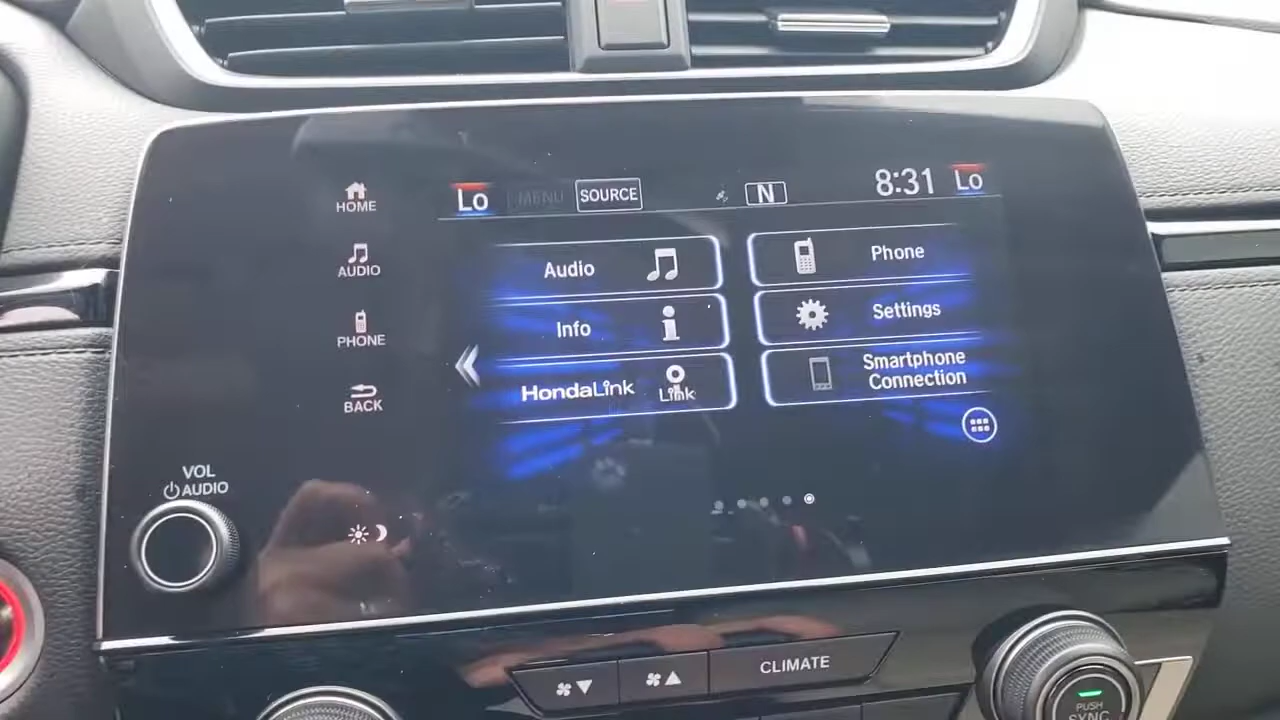 Lo
MENU
SOURCE
N
8:31
Lo
HOME
AUDIO
PHONE
BACK
Audio
Phone
Info
Settings
HondaLink
Link
Smartphone
Connection
VOL
AUDIO
CLIMATE
PUSH
SYNC